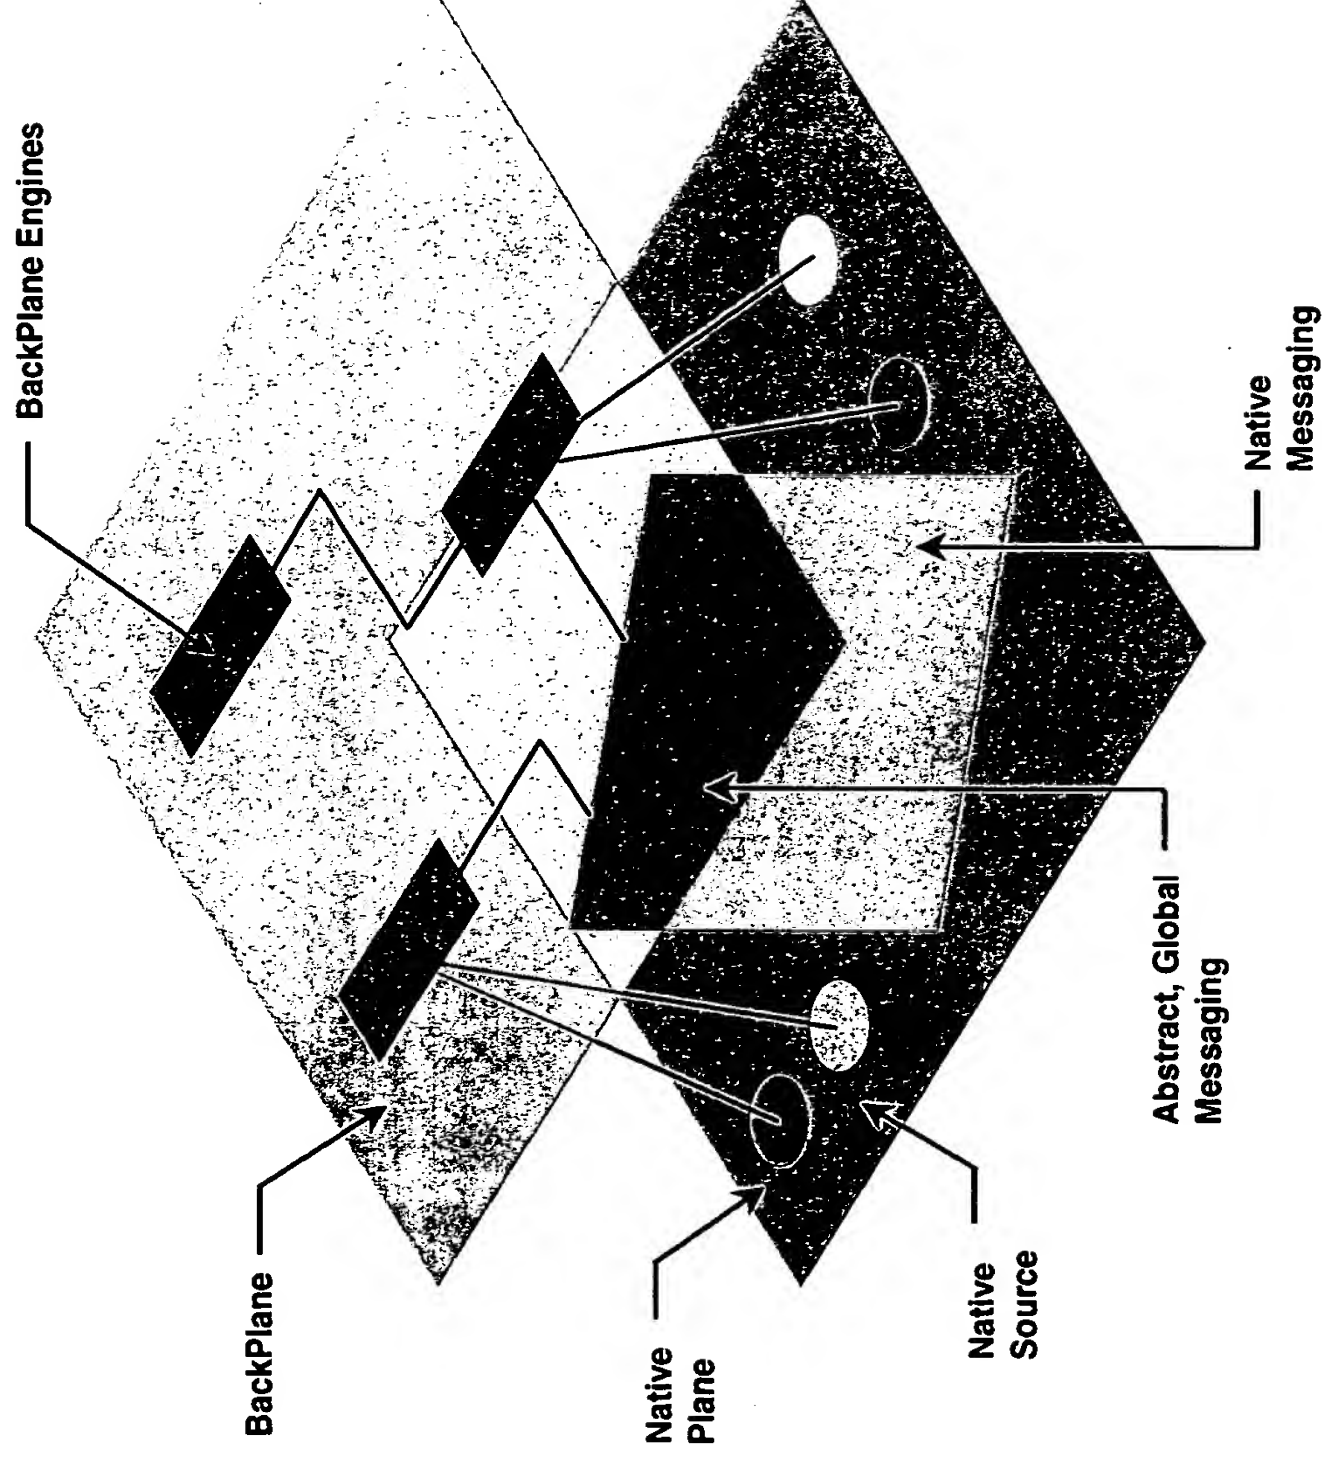 BackPlane Engines
BackPlane
Native
Plane
Native
Source
Abstract, Global
Messaging
Native
Messaging